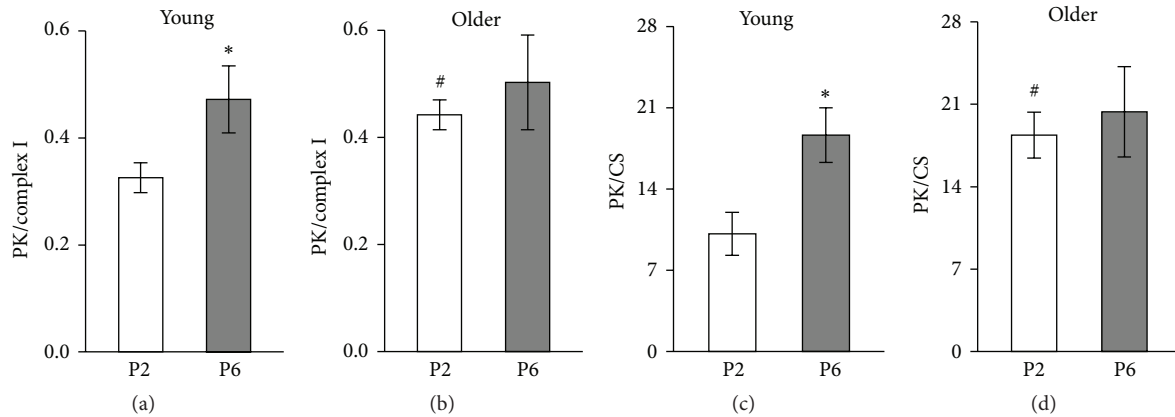 Young
0.6
0.4
0.2
0.0
PK/complex I
*
P2
P6
(a)
Older
0.6
0.4
0.2
0.0
PK/complex I
#
P2
P6
(b)
Young
28
21
14
7
0
PK/CS
*
P2
P6
(c)
Older
28
21
14
7
0
PK/CS
#
P2
P6
(d)